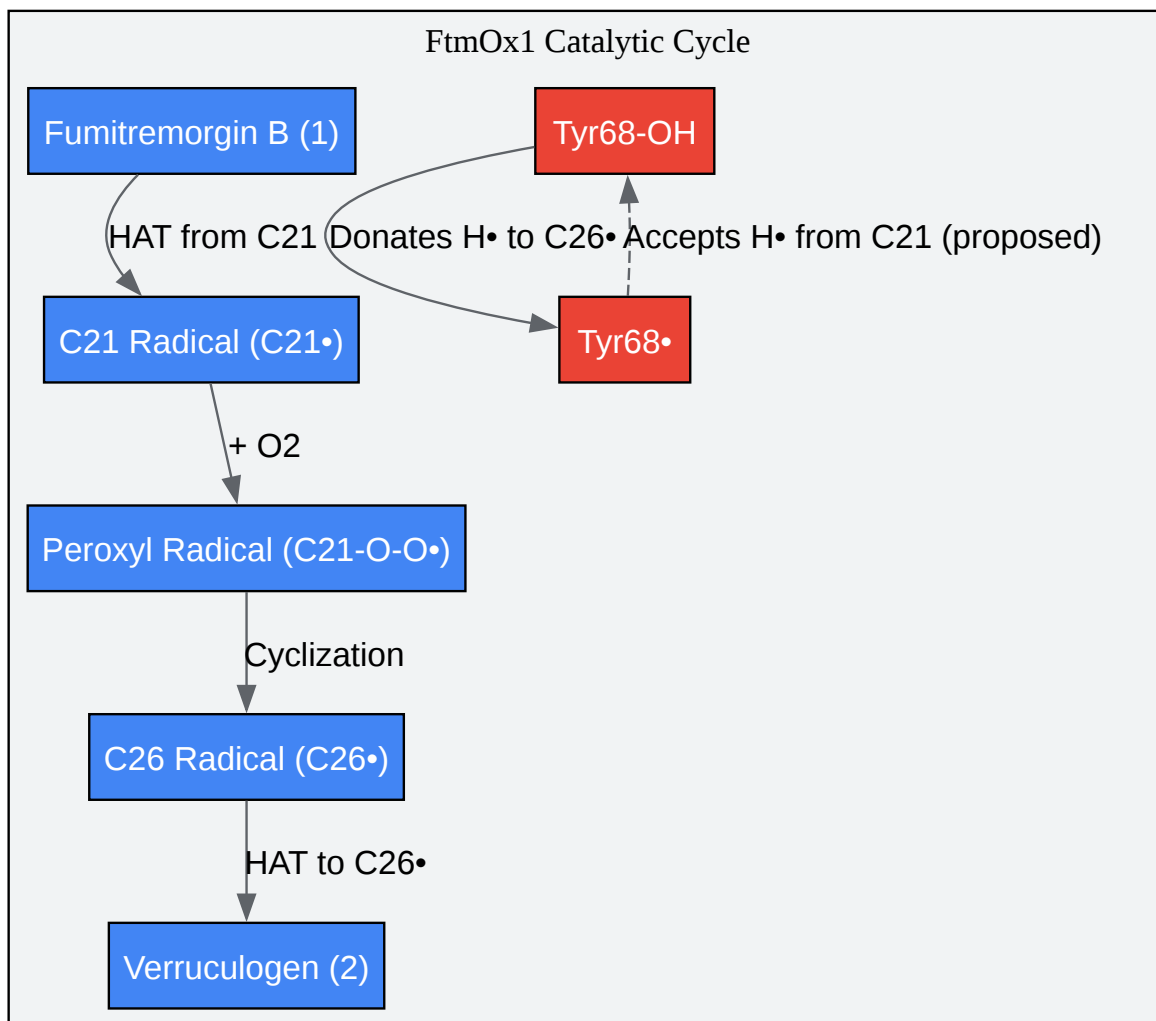 FtmOx1 Catalytic Cycle
Fumitremorgin B (1)
Tyr68-OH
HAT from C21
Donates H• to C26•
Accepts H• from C21 (proposed)
C21 Radical (C21•)
Tyr68•
+ O2
Peroxyl Radical (C21-O-O•)
Cyclization
C26 Radical (C26•)
HAT to C26•
Verruculogen (2)